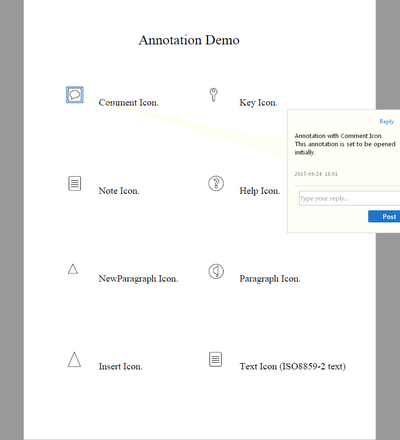 Annotation Demo
Comment Icon.
Key Icon.
Reply
Annotation with Comment Icon.
This annotation is set to be opened
initially.
2017-09-24 18:01
Type your reply...
Post
Note Icon.
Help Icon.
NewParagraph Icon.
Paragraph Icon.
Insert Icon.
Text Icon (ISO8859-2 text)